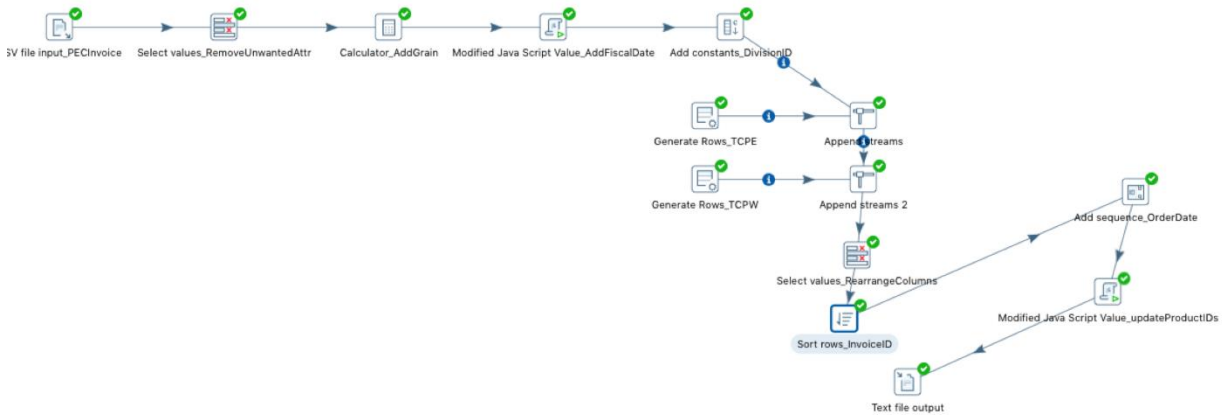 SV file input_PECInvoice
Select values_RemoveUnwantedAttr
Calculator_AddGrain
Modified Java Script Value_AddFiscalDate
Add constants_DivisionID
Generate Rows_TCPE
Append streams
Generate Rows_TCPW
Append streams 2
Add sequence_OrderDate
Select values_RearrangeColumns
Modified Java Script Value_updateProductIDs
Sort rows_InvoiceID
Text file output